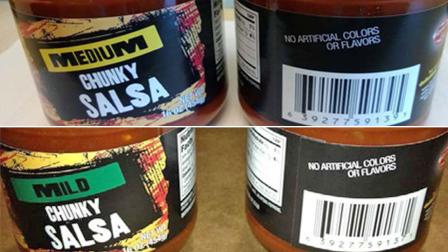 MEDIUM
CHUNKY
SALSA
NO ARTIFICIAL COLORS
OR FLAVORS
MILD
CHUNKY
SALSA
NO ARTIFICIAL COLORS
OR FLAVORS